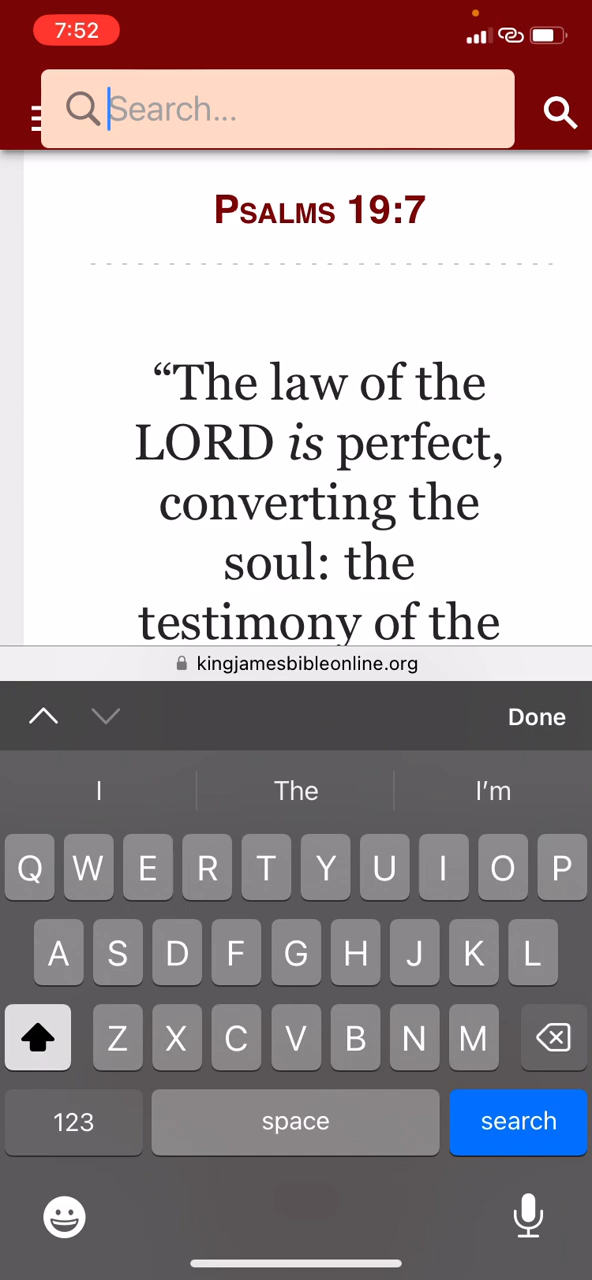 7:52
Search...
PSALMS 19:7
“The law of the
LORD is perfect,
converting the
soul: the
testimony of the
kingjamesbibleonline.org
Done
I The I’m
Q W E R T Y U I O P
A S D F G H J K L
Z X C V B N M
123 space search